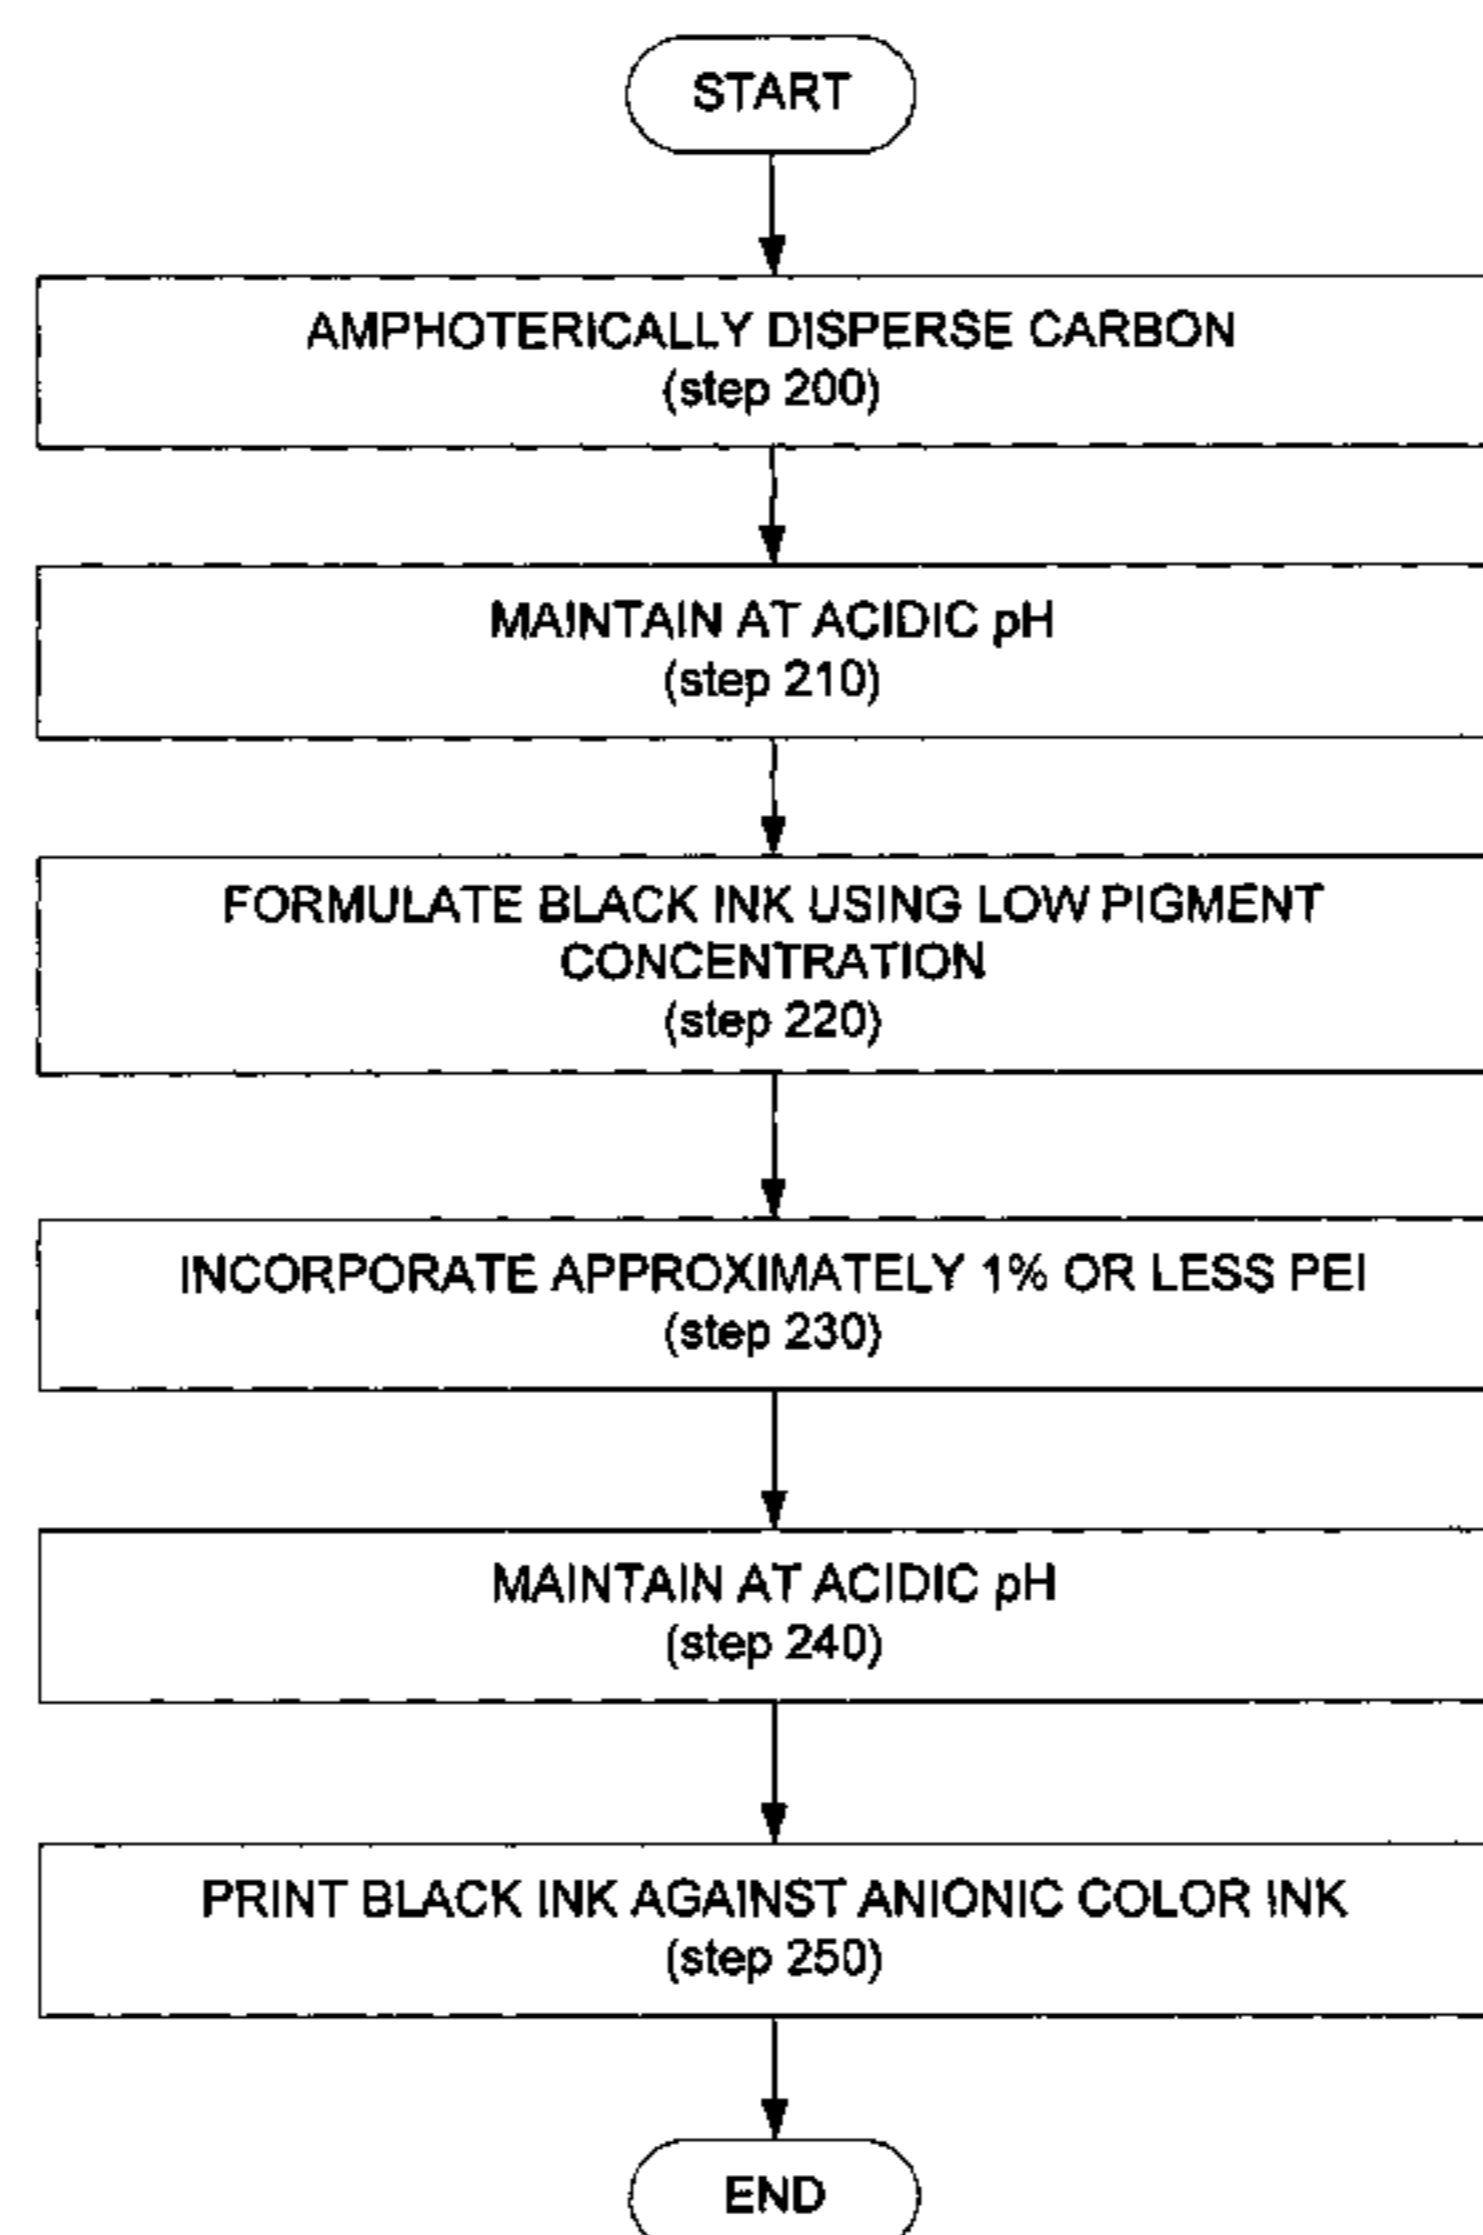 START
AMPHOTERICALLY DISPERSE CARBON
(step 200)
MAINTAIN AT ACIDIC pH
(step 210)
FORMULATE BLACK INK USING LOW PIGMENT
CONCENTRATION
(step 220)
INCORPORATE APPROXIMATELY 1% OR LESS PEI
(step 230)
MAINTAIN AT ACIDIC pH
(step 240)
PRINT BLACK INK AGAINST ANIONIC COLOR INK
(step 250)
END